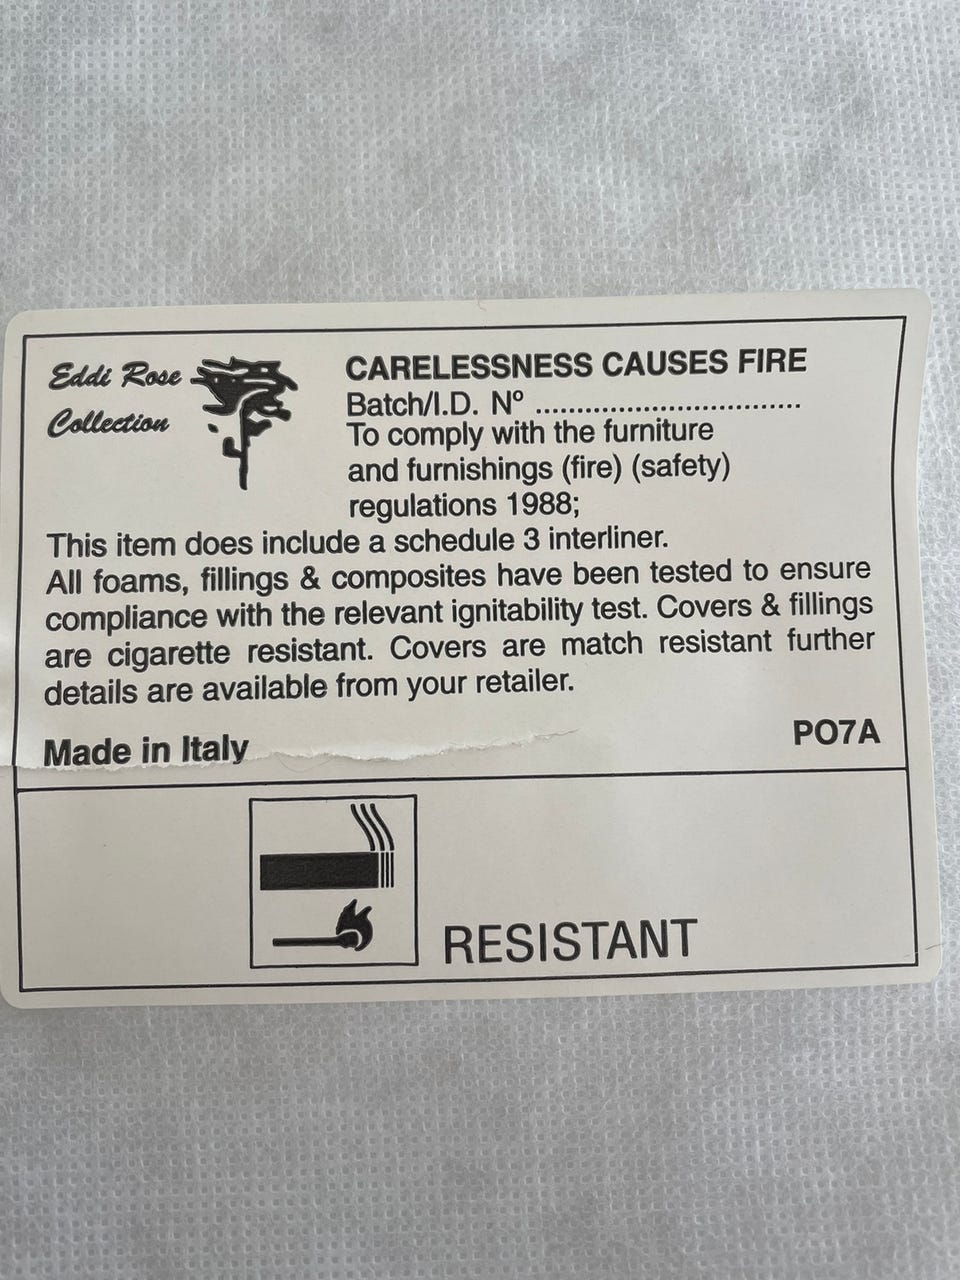 Eddi Rose
Collection
CARELESSNESS CAUSES FIRE
Batch/I.D. Nº .................................
To comply with the furniture
and furnishings (fire) (safety)
regulations 1988;
This item does include a schedule 3 interliner.
All foams, fillings & composites have been tested to ensure
compliance with the relevant ignitability test. Covers & fillings
are cigarette resistant. Covers are match resistant further
details are available from your retailer.
Made in Italy
PO7A
RESISTANT